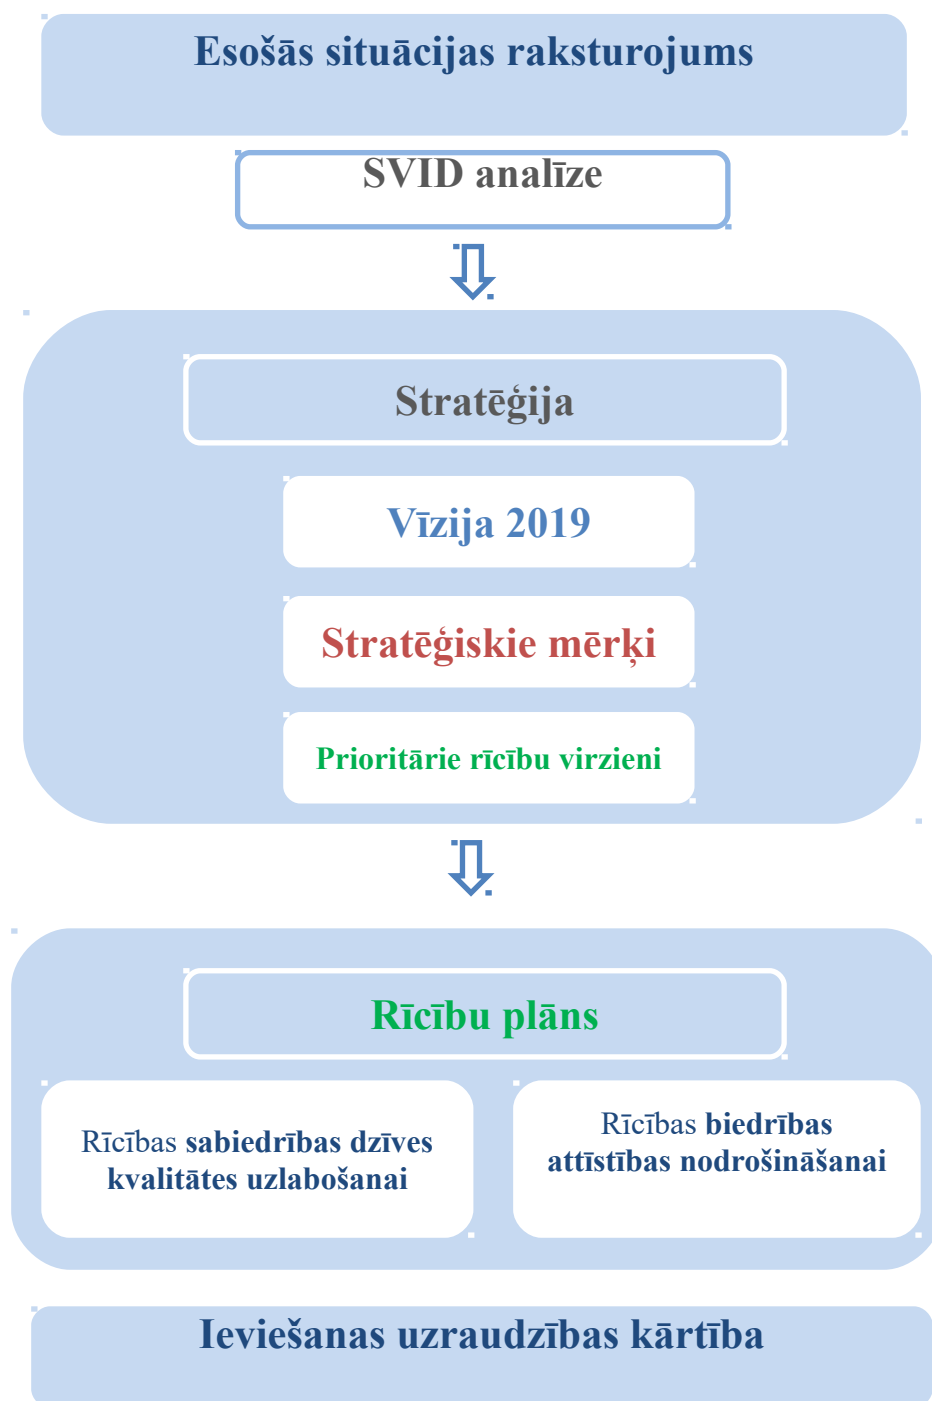 Esošās situācijas raksturojums
SVID analīze
Stratēģija
Vīzija 2019
Stratēģiskie mērķi
Prioritārie rīcību virzieni
Rīcību plāns
Rīcības sabiedrības dzīves
kvalitātes uzlabošanai
Rīcības biedrības
attīstības nodrošināšanai
Ieviešanas uzraudzības kārtība